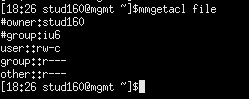 [18:26 stud160@mgmt ~]$mmgetacl file
#owner:stud160
#group:iu6
user::rw-c
group::r---
other::r---
[18:26 stud160@mgmt ~]$